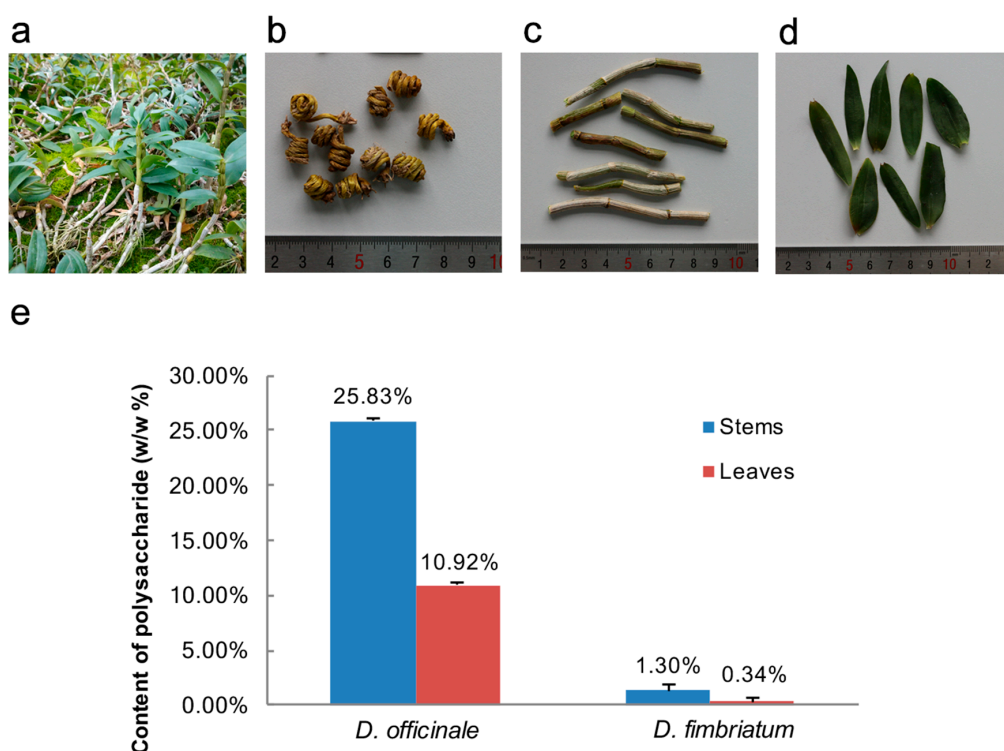 a
b
c
d
2 3 4 5 6 7 8 9 10
1 2 3 4 5 6 7 8 9 10 1
2 3 4 5 6 7 8 9 10 1 2
e
Content of polysaccharide (w/w %)
30.00%
25.00%
20.00%
15.00%
10.00%
5.00%
0.00%
25.83%
10.92%
1.30%
0.34%
Stems
Leaves
D. officinale
D. fimbriatum